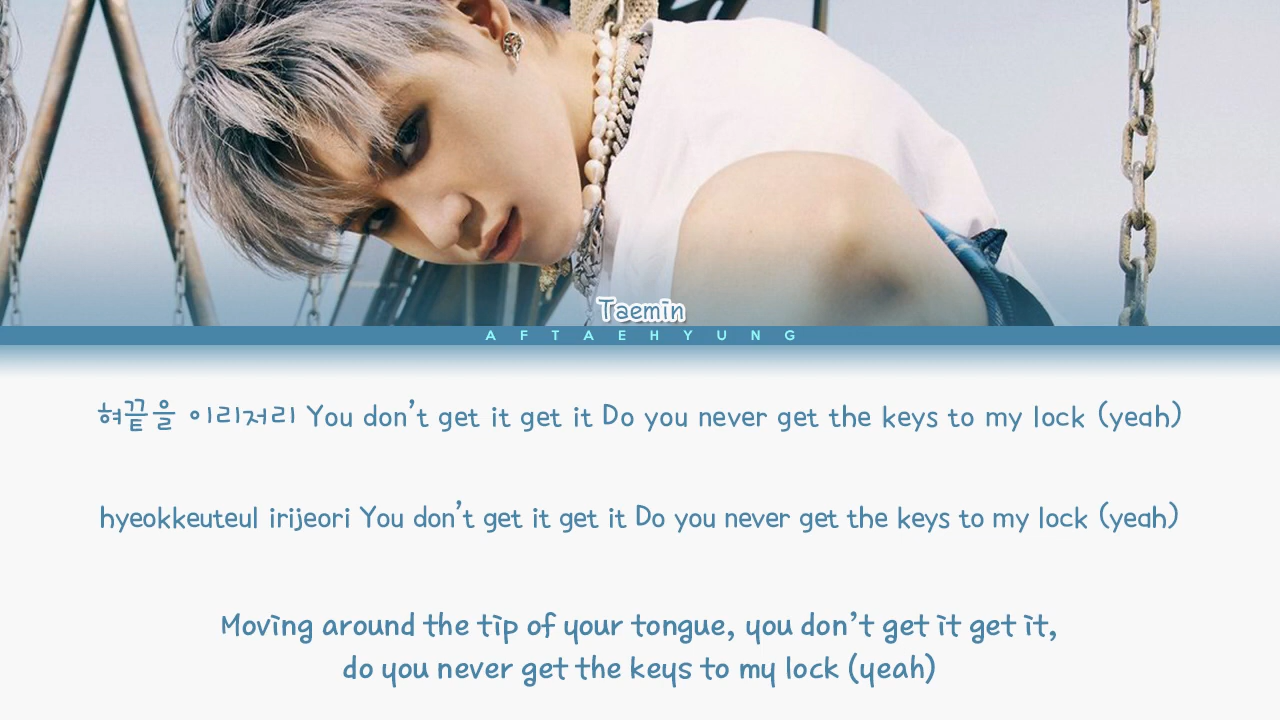 Taemin
AFTAEHYUNG
혀끝을 이리저리 You don't get it get it Do you never get the keys to my lock (yeah)
hyeokkeuteul irijeori You don't get it get it Do you never get the keys to my lock (yeah)
Moving around the tip of your tongue, you don't get it get it,
do you never get the keys to my lock (yeah)